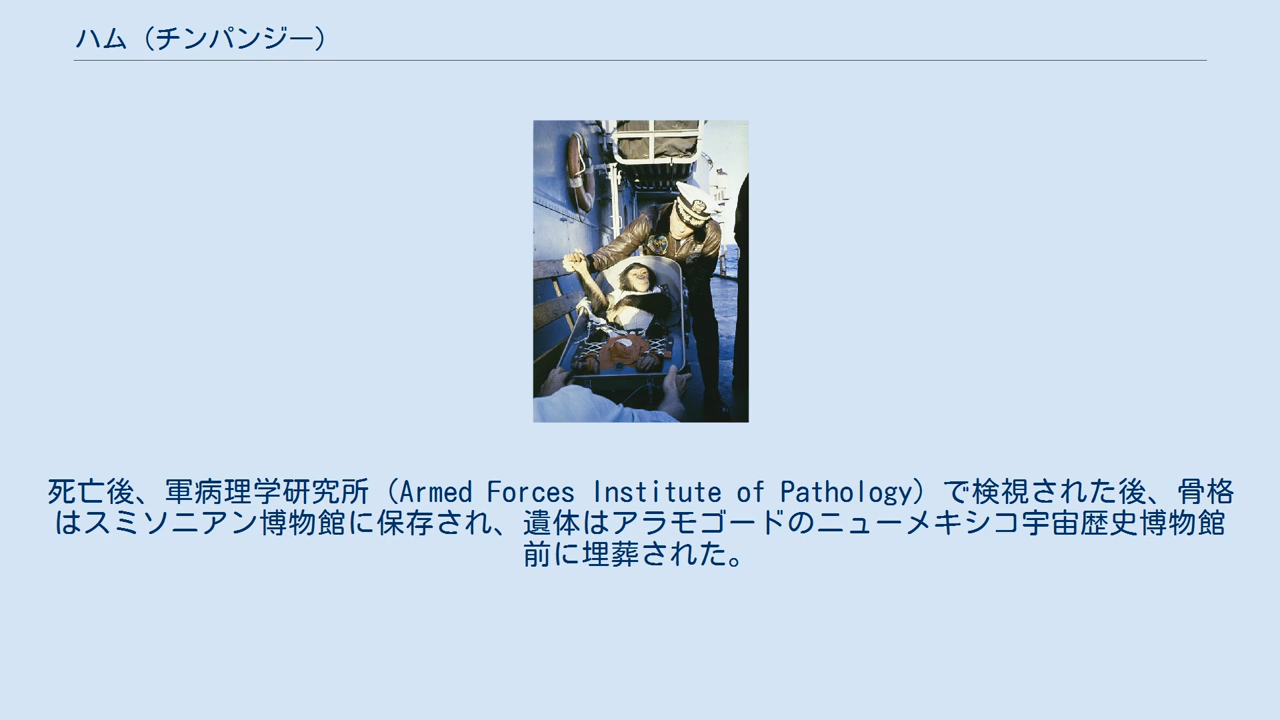 ハム（チンパンジー）
死亡後、軍病理学研究所（Armed Forces Institute of Pathology）で検視された後、骨格
はスミソニアン博物館に保存され、遺体はアラモゴードのニューメキシコ宇宙歴史博物館
前に埋葬された。